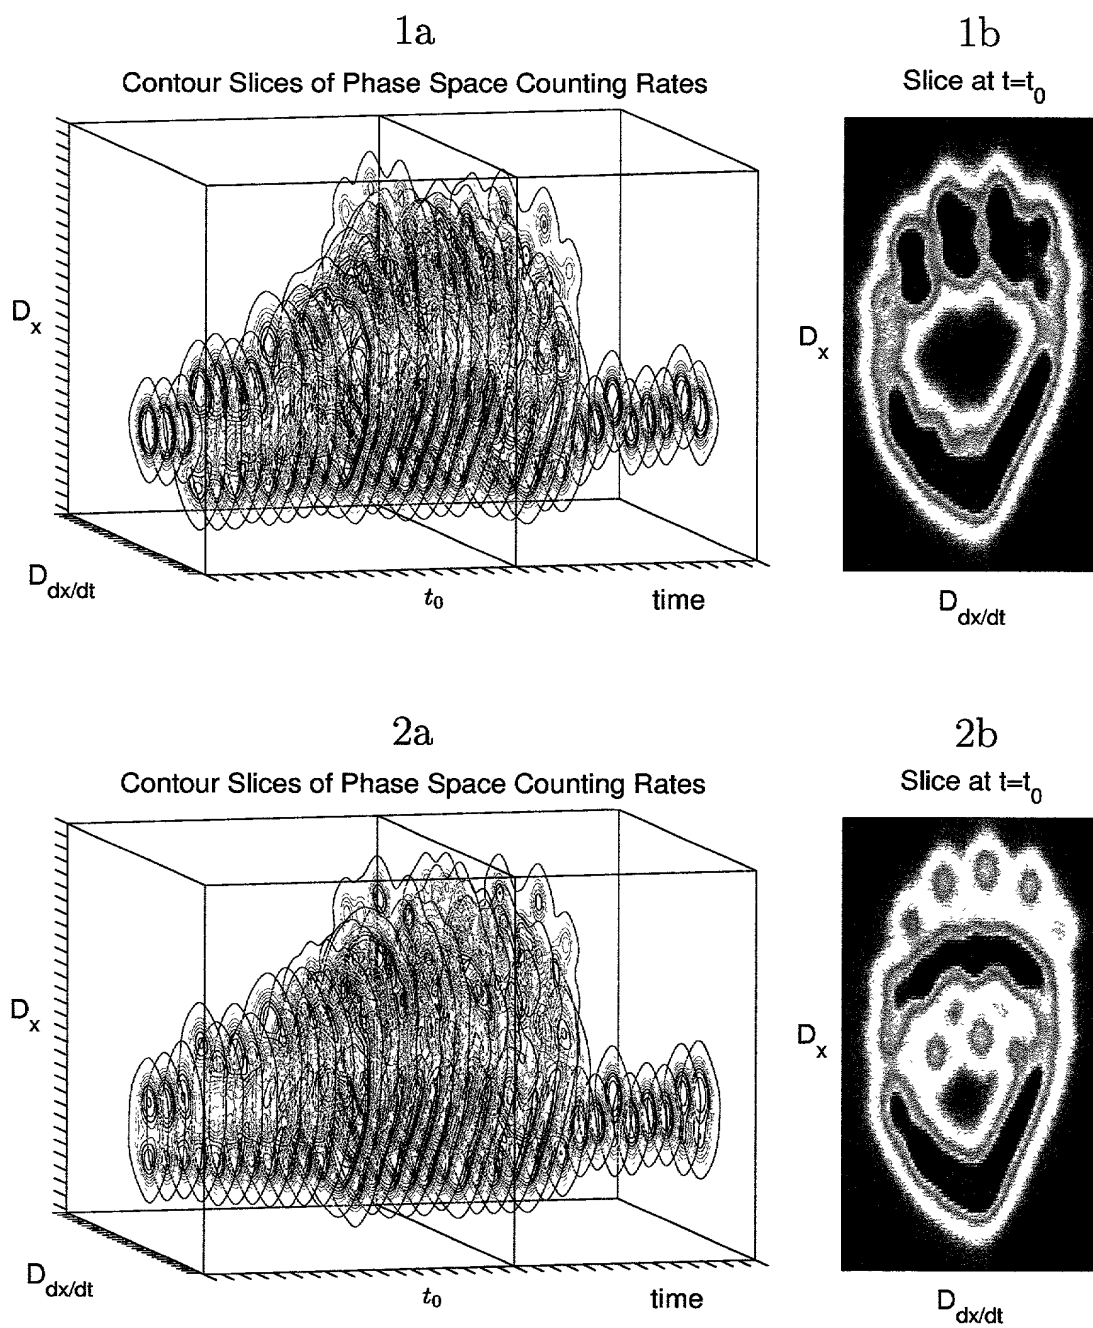 1a
1b
Contour Slices of Phase Space Counting Rates
Slice at t=t0
Dx
Dx
Ddx/dt
t0
time
Ddx/dt
2a
2b
Contour Slices of Phase Space Counting Rates
Slice at t=t0
Dx
Dx
Ddx/dt
t0
time
Ddx/dt